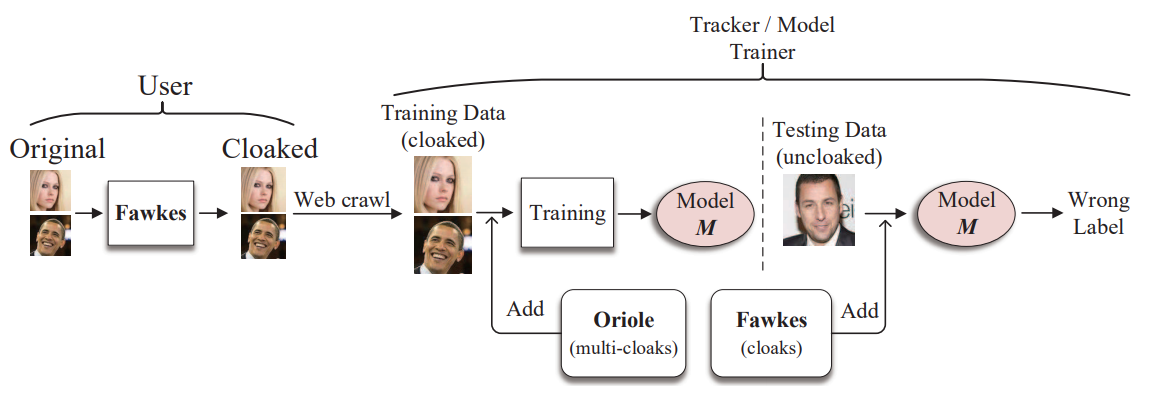 Tracker / Model
Trainer
User
Original
Cloaked
Fawkes
Web crawl
Training Data
(cloaked)
Training
Model
M
Testing Data
(uncloaked)
ei
Model
M
Wrong
Label
Add
Oriole
(multi-cloaks)
Fawkes
(cloaks)
Add